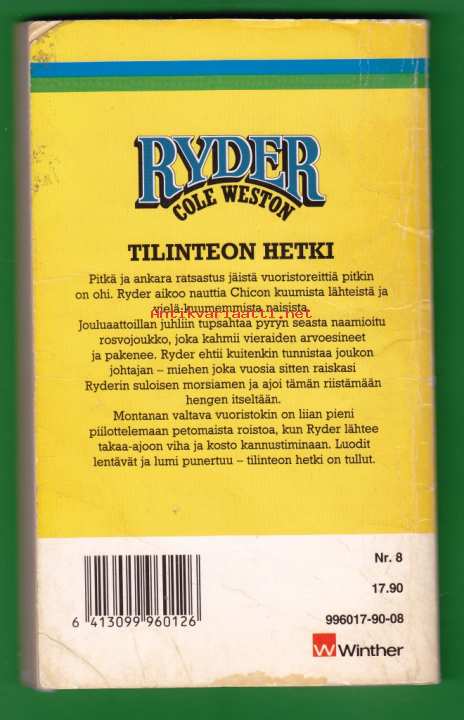 RYDER
COLE WESTON
TILINTEON HETKI
Pitkä ja ankara ratsastus jäistä vuoristoreittiä pitkin
on ohi. Ryder aikoo nauttia Chicon kuumista lähteistä ja
vielä kuumemmista naisista.
Antikvariaatti.net
Jouluaattoillan juhliin tupsahtaa pyryn seasta naamioitu
rosvojoukko, joka kahmii vieraiden arvoesineet
ja pakenee. Ryder ehtii kuitenkin tunnistaa joukon
johtajan – miehen joka vuosia sitten raiskasi
Ryderin suloisen morsiamen ja ajoi tämän riistämään
hengen itseltään.
Montanan valtava vuoristokin on liian pieni
piilottelemaan petomaista roistoa, kun Ryder lähtee
takaa-ajoon viha ja kosto kannustiminaan. Luodit
lentävät ja lumi punertuu – tilinteon hetki on tullut.
Nr. 8
17.90
996017-90-08
6 413099 960126
W Winther